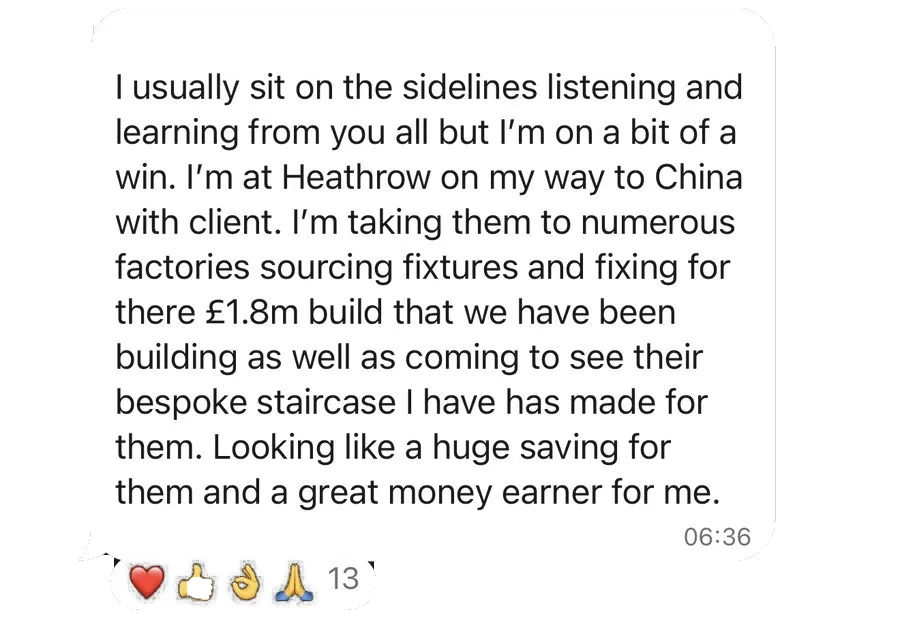 I usually sit on the sidelines listening and
learning from you all but I’m on a bit of a
win. I’m at Heathrow on my way to China
with client. I’m taking them to numerous
factories sourcing fixtures and fixing for
there £1.8m build that we have been
building as well as coming to see their
bespoke staircase I have has made for
them. Looking like a huge saving for
them and a great money earner for me.
06:36
❤️👍👌🙏 13